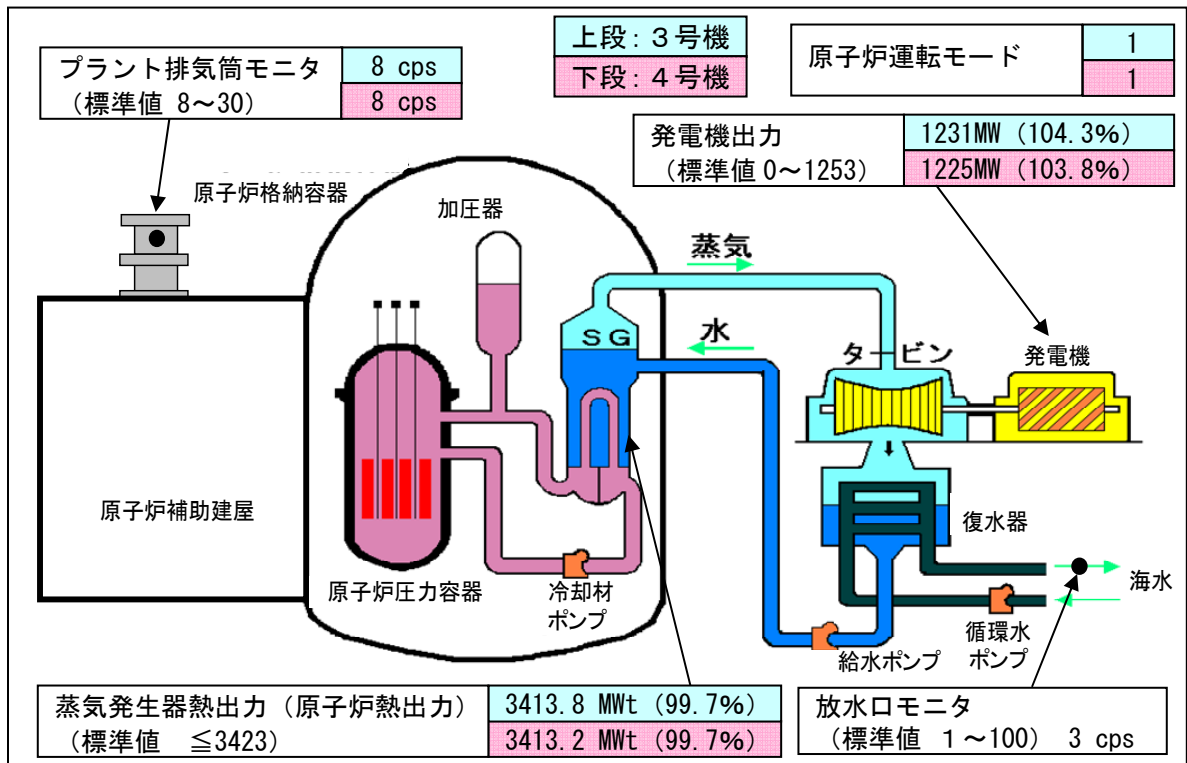 上段：３号機
下段：４号機
プラント排気筒モニタ
（標準値 8～30）
8 cps
8 cps
原子炉運転モード
1
1
発電機出力
（標準値 0～1253）
1231MW (104.3%)
1225MW (103.8%)
原子炉格納容器
加圧器
蒸気
ＳＧ
水
タービン
発電機
原子炉補助建屋
原子炉圧力容器
冷却材
ポンプ
復水器
海水
循環水
ポンプ
給水ポンプ
蒸気発生器熱出力（原子炉熱出力）
（標準値　≦3423）
3413.8 MWt (99.7%)
3413.2 MWt (99.7%)
放水口モニタ
（標準値　１～100）　3 cps